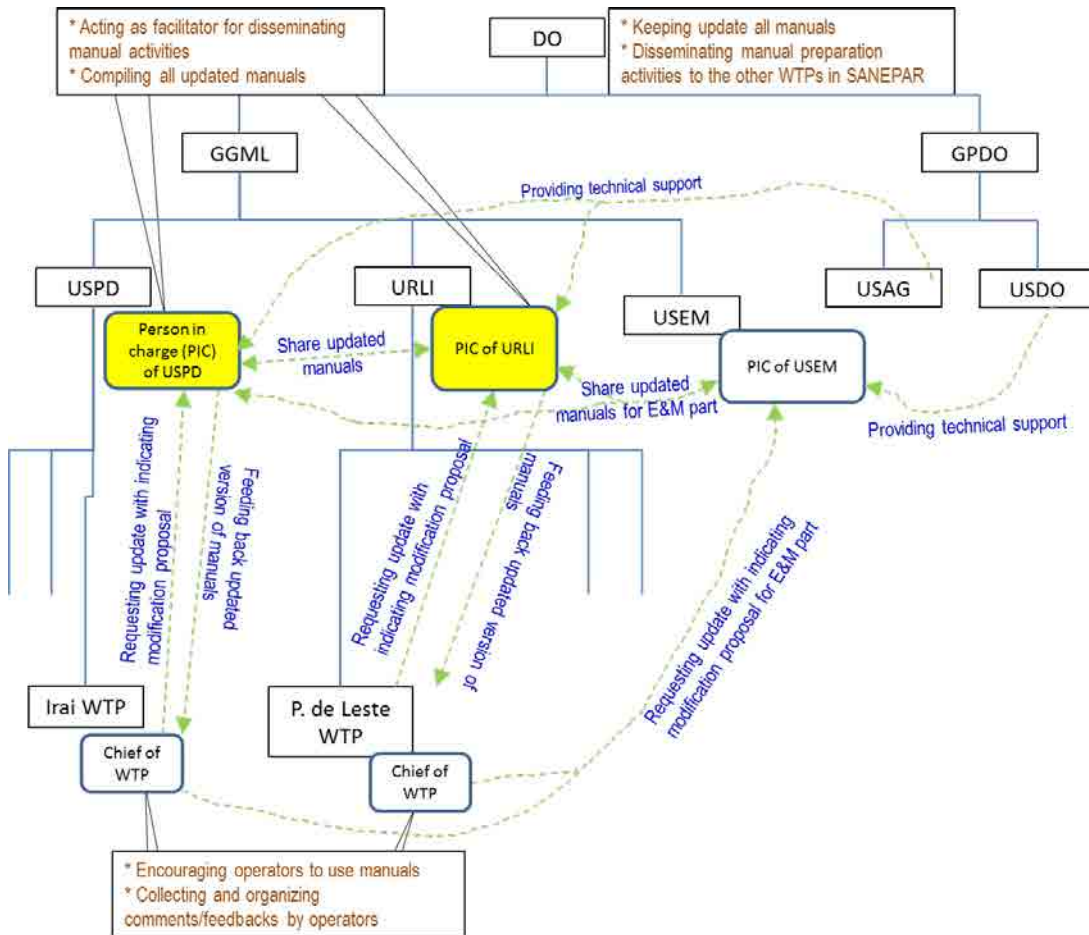 * Acting as facilitator for disseminating
manual activities
* Compiling all updated manuals
DO
* Keeping update all manuals
* Disseminating manual preparation
activities to the other WTPs in SANEPAR
GGML
GPDO
Providing technical support
USPD
URLI
USEM
USAG
USDO
Person in
charge (PIC)
of USPD
Share updated
manuals
PIC of URLI
PIC of USEM
Share updated
manuals for E&M part
Providing technical support
Requesting update with indicating
modification proposal
Feeding back updated
version of manuals
Requesting update with
indicating modification proposal
Feeding back updated version of
manuals
Requesting update with indicating
modification proposal for E&M part
Irai WTP
P. de Leste
WTP
Chief of
WTP
Chief of
WTP
* Encouraging operators to use manuals
* Collecting and organizing
comments/feedbacks by operators